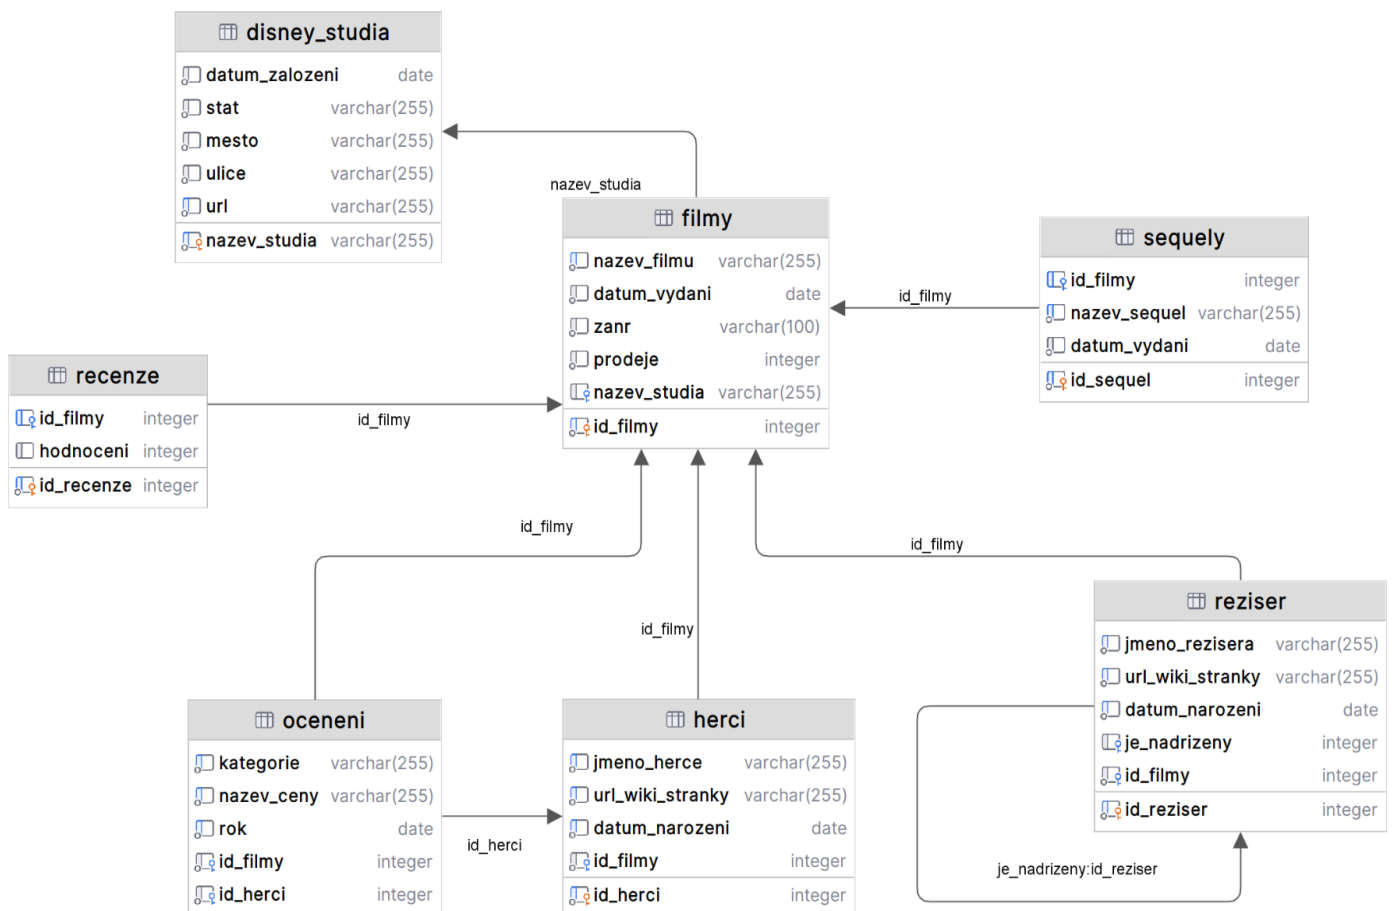 disney_studia
datum_zalozeni date
stat varchar(255)
mesto varchar(255)
ulice varchar(255)
url varchar(255)
nazev_studia varchar(255)
nazev_studia
filmy
nazev_filmu varchar(255)
datum_vydani date
zanr varchar(100)
prodeje integer
nazev_studia varchar(255)
id_filmy integer
id_filmy
sequely
id_filmy integer
nazev_sequel varchar(255)
datum_vydani date
id_sequel integer
recenze
id_filmy integer
hodnoceni integer
id_recenze integer
id_filmy
id_filmy
id_filmy
id_filmy
reziser
jmeno_rezisera varchar(255)
url_wiki_stranky varchar(255)
datum_narozeni date
je_nadrizeny integer
id_filmy integer
id_reziser integer
je_nadrizeny:id_reziser
oceneni
kategorie varchar(255)
nazev_ceny varchar(255)
rok date
id_filmy integer
id_herci integer
id_herci
herci
jmeno_herce varchar(255)
url_wiki_stranky varchar(255)
datum_narozeni date
id_filmy integer
id_herci integer